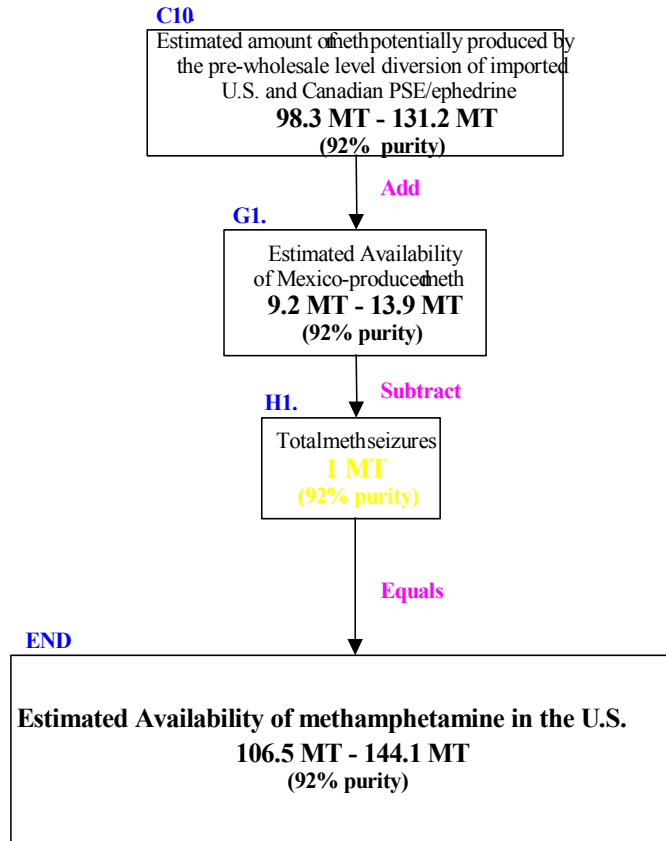 C10.
Estimated amount of meth potentially produced by
the pre-wholesale level diversion of imported
U.S. and Canadian PSE/ephedrine
98.3 MT - 131.2 MT
(92% purity)
Add
G1.
Estimated Availability
of Mexico-produced meth
9.2 MT - 13.9 MT
(92% purity)
Subtract
H1.
Total meth seizures
1 MT
(92% purity)
Equals
END
Estimated Availability of methamphetamine in the U.S.
106.5 MT - 144.1 MT
(92% purity)